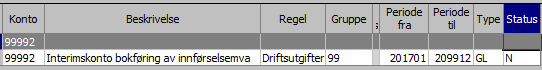 Konto Beskrivelse Regel Gruppe Periode fra Periode til Type Status
99992
99992 Interimskonto bokføring av innførselsemva Driftsutgifter 99 201701 209912 GL N